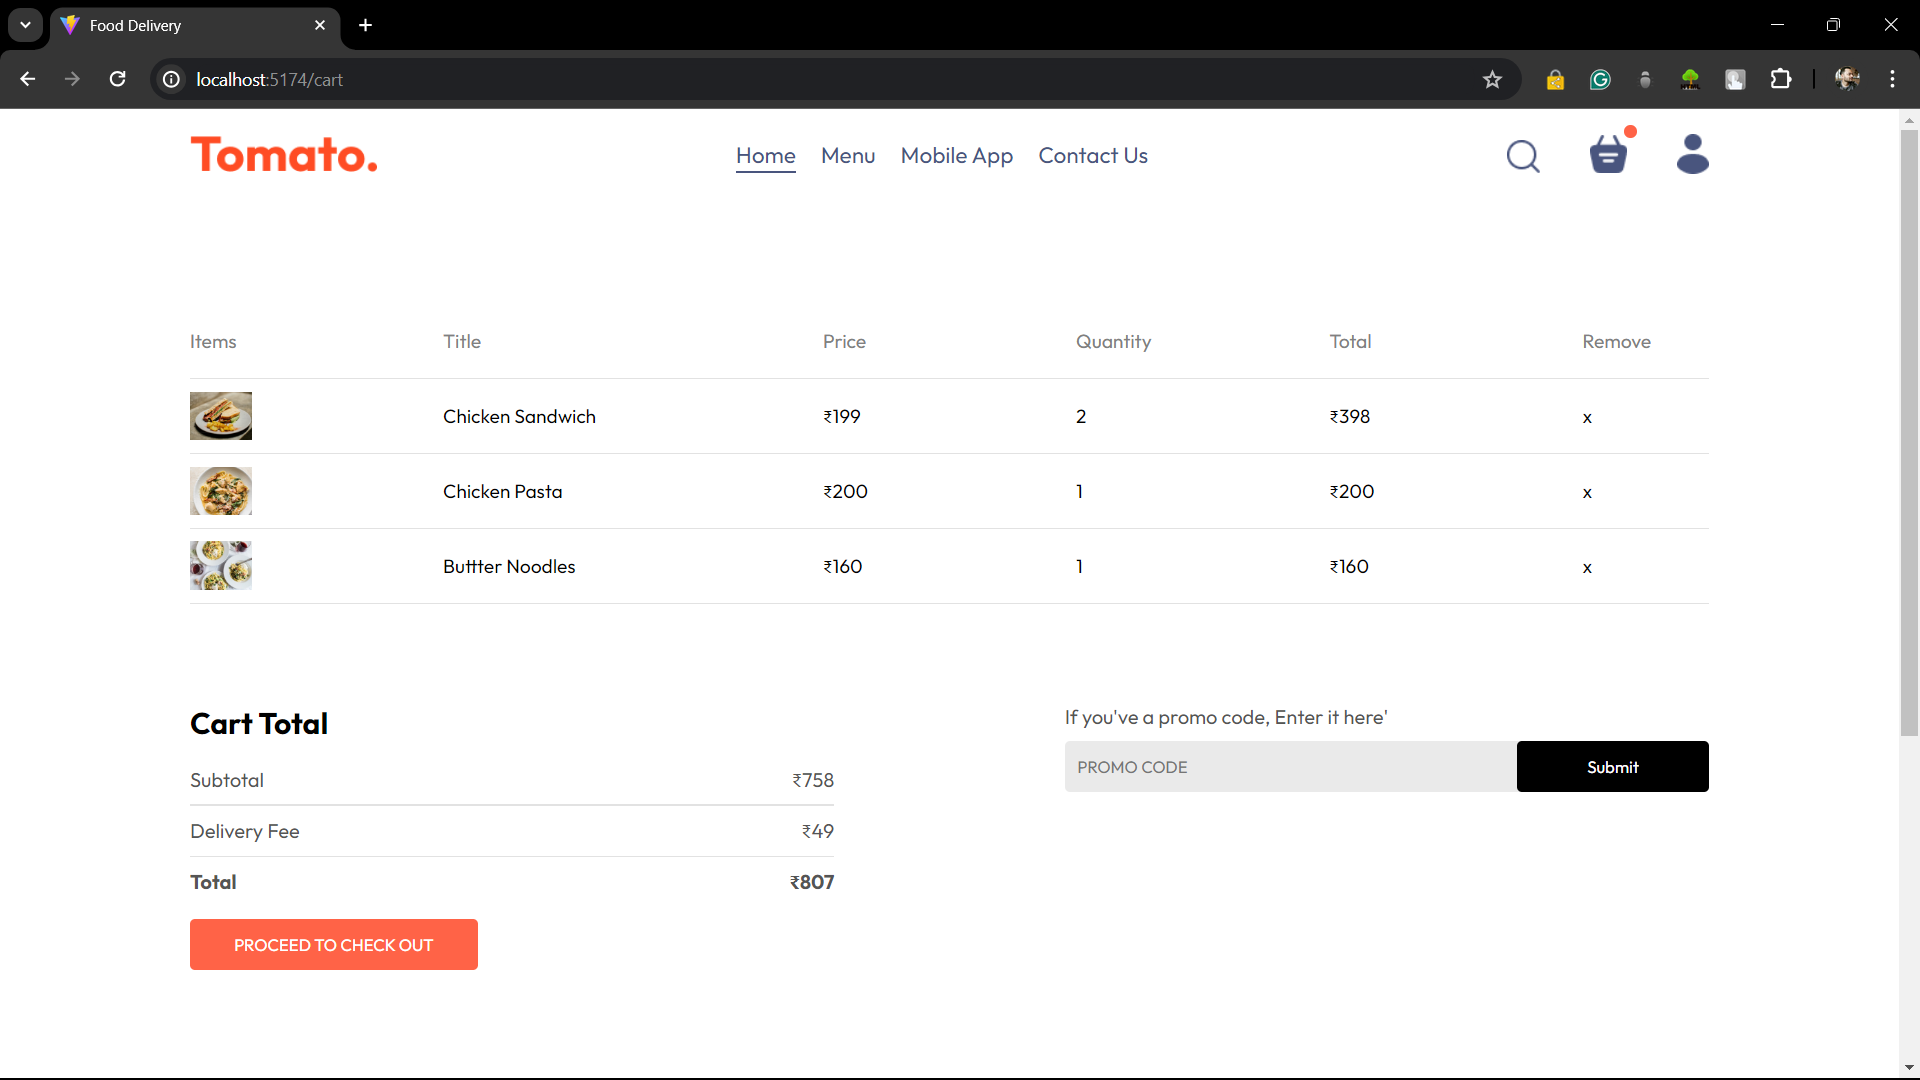 Food Delivery
localhost:5174/cart
Tomato.
Home Menu Mobile App Contact Us
Items Title Price Quantity Total Remove
Chicken Sandwich ₹199 2 ₹398 x
Chicken Pasta ₹200 1 ₹200 x
Buttter Noodles ₹160 1 ₹160 x
Cart Total
Subtotal ₹758
Delivery Fee ₹49
Total ₹807
PROCEED TO CHECK OUT
If you've a promo code, Enter it here'
PROMO CODE Submit